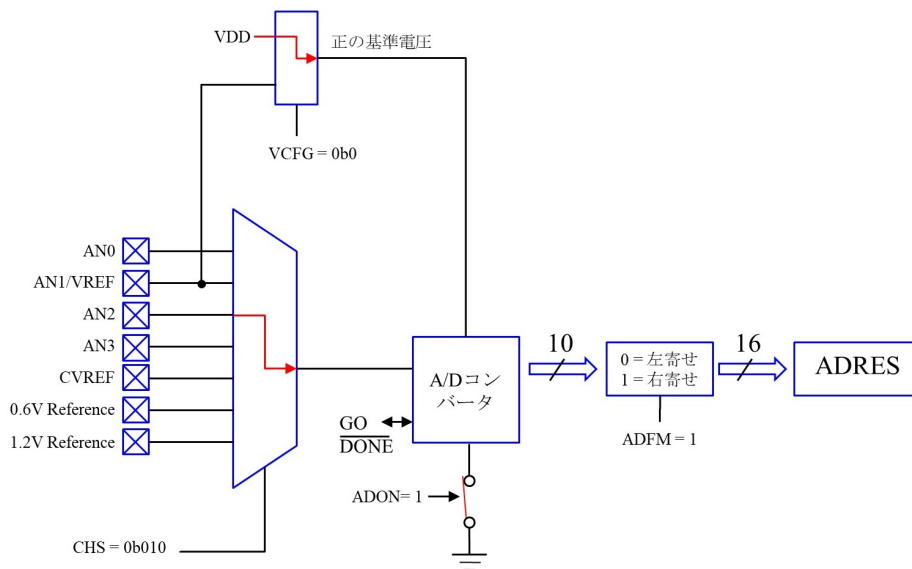 VDD
正の基準電圧
VCFG = 0b0
AN0
AN1/VREF
AN2
AN3
CVREF
0.6V Reference
1.2V Reference
CHS = 0b010
A/Dコン
バータ
GO
DONE
ADON= 1
10
0 = 左寄せ
1 = 右寄せ
ADFM = 1
16
ADRES